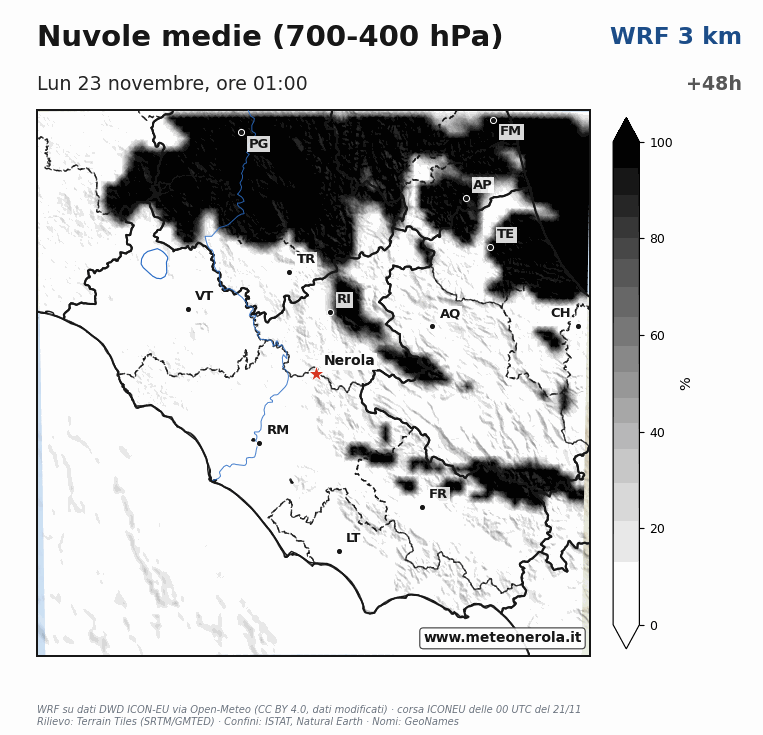 Nuvole medie (700-400 hPa)
WRF 3 km
Lun 23 novembre, ore 01:00
+48h
PG
FM
AP
TE
TR
VT
RI
AQ
CH
Nerola
RM
FR
LT
100
80
60
40
20
0
%
www.meteonerola.it
WRF su dati DWD ICON-EU via Open-Meteo (CC BY 4.0, dati modificati) · corsa ICONEU delle 00 UTC del 21/11
Rilievo: Terrain Tiles (SRTM/GMTED) · Confini: ISTAT, Natural Earth · Nomi: GeoNames